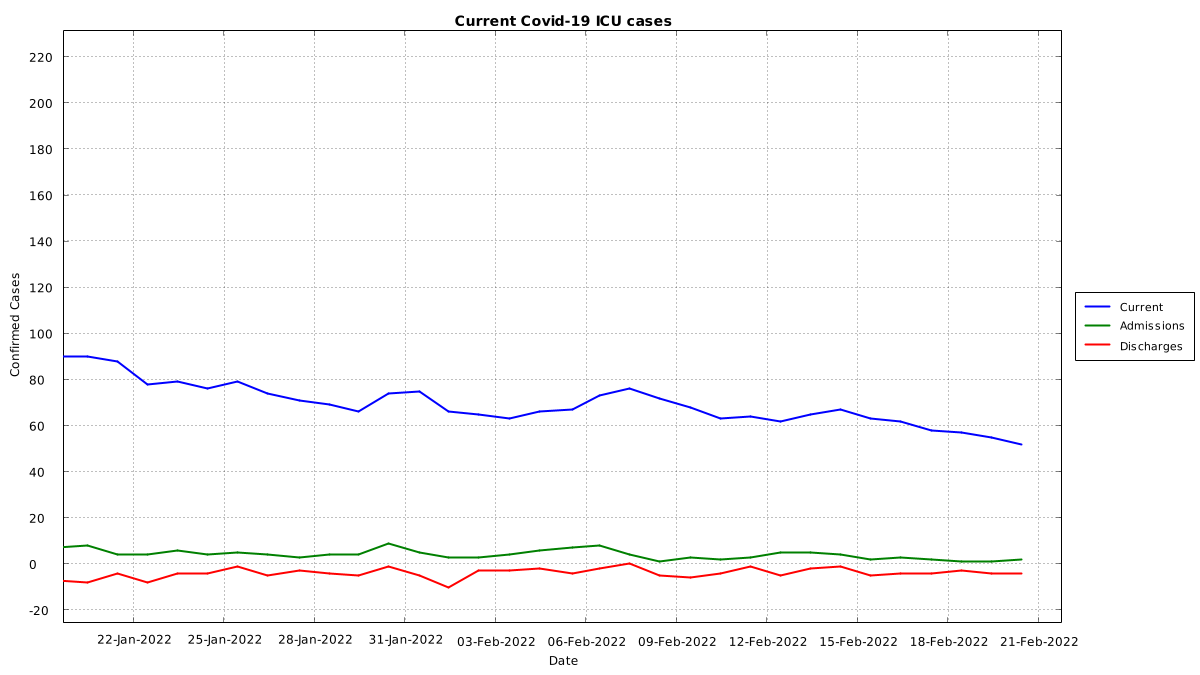 Current Covid-19 ICU cases
220
200
180
160
140
120
100
80
60
40
20
0
-20
Confirmed Cases
22-Jan-2022 25-Jan-2022 28-Jan-2022 31-Jan-2022 03-Feb-2022 06-Feb-2022 09-Feb-2022 12-Feb-2022 15-Feb-2022 18-Feb-2022 21-Feb-2022
Date
Current
Admissions
Discharges